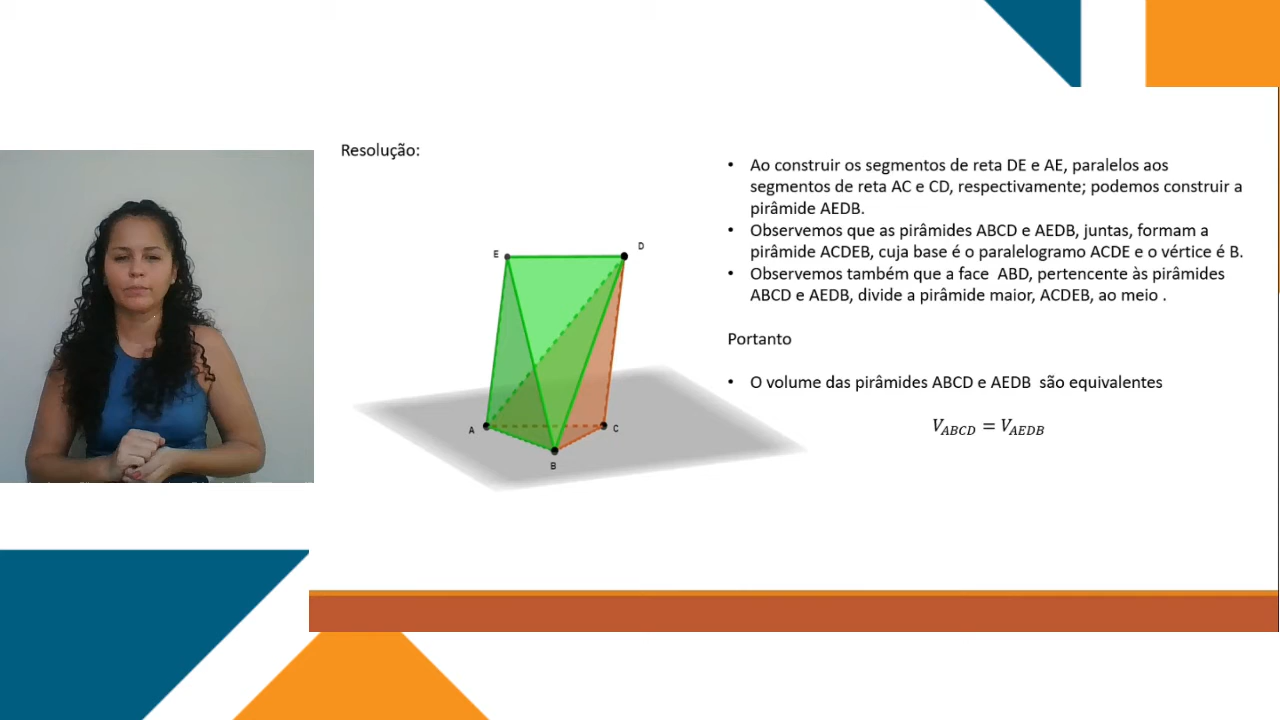 Resolução:
• Ao construir os segmentos de reta DE e AE, paralelos aos
segmentos de reta AC e CD, respectivamente; podemos construir a
pirâmide AEDB.
• Observemos que as pirâmides ABCD e AEDB, juntas, formam a
pirâmide ACDEB, cuja base é o paralelogramo ACDE e o vértice é B.
• Observemos também que a face ABD, pertencente às pirâmides
ABCD e AEDB, divide a pirâmide maior, ACDEB, ao meio .
Portanto
• O volume das pirâmides ABCD e AEDB são equivalentes
V_ABCD = V_AEDB
E
D
A
C
B